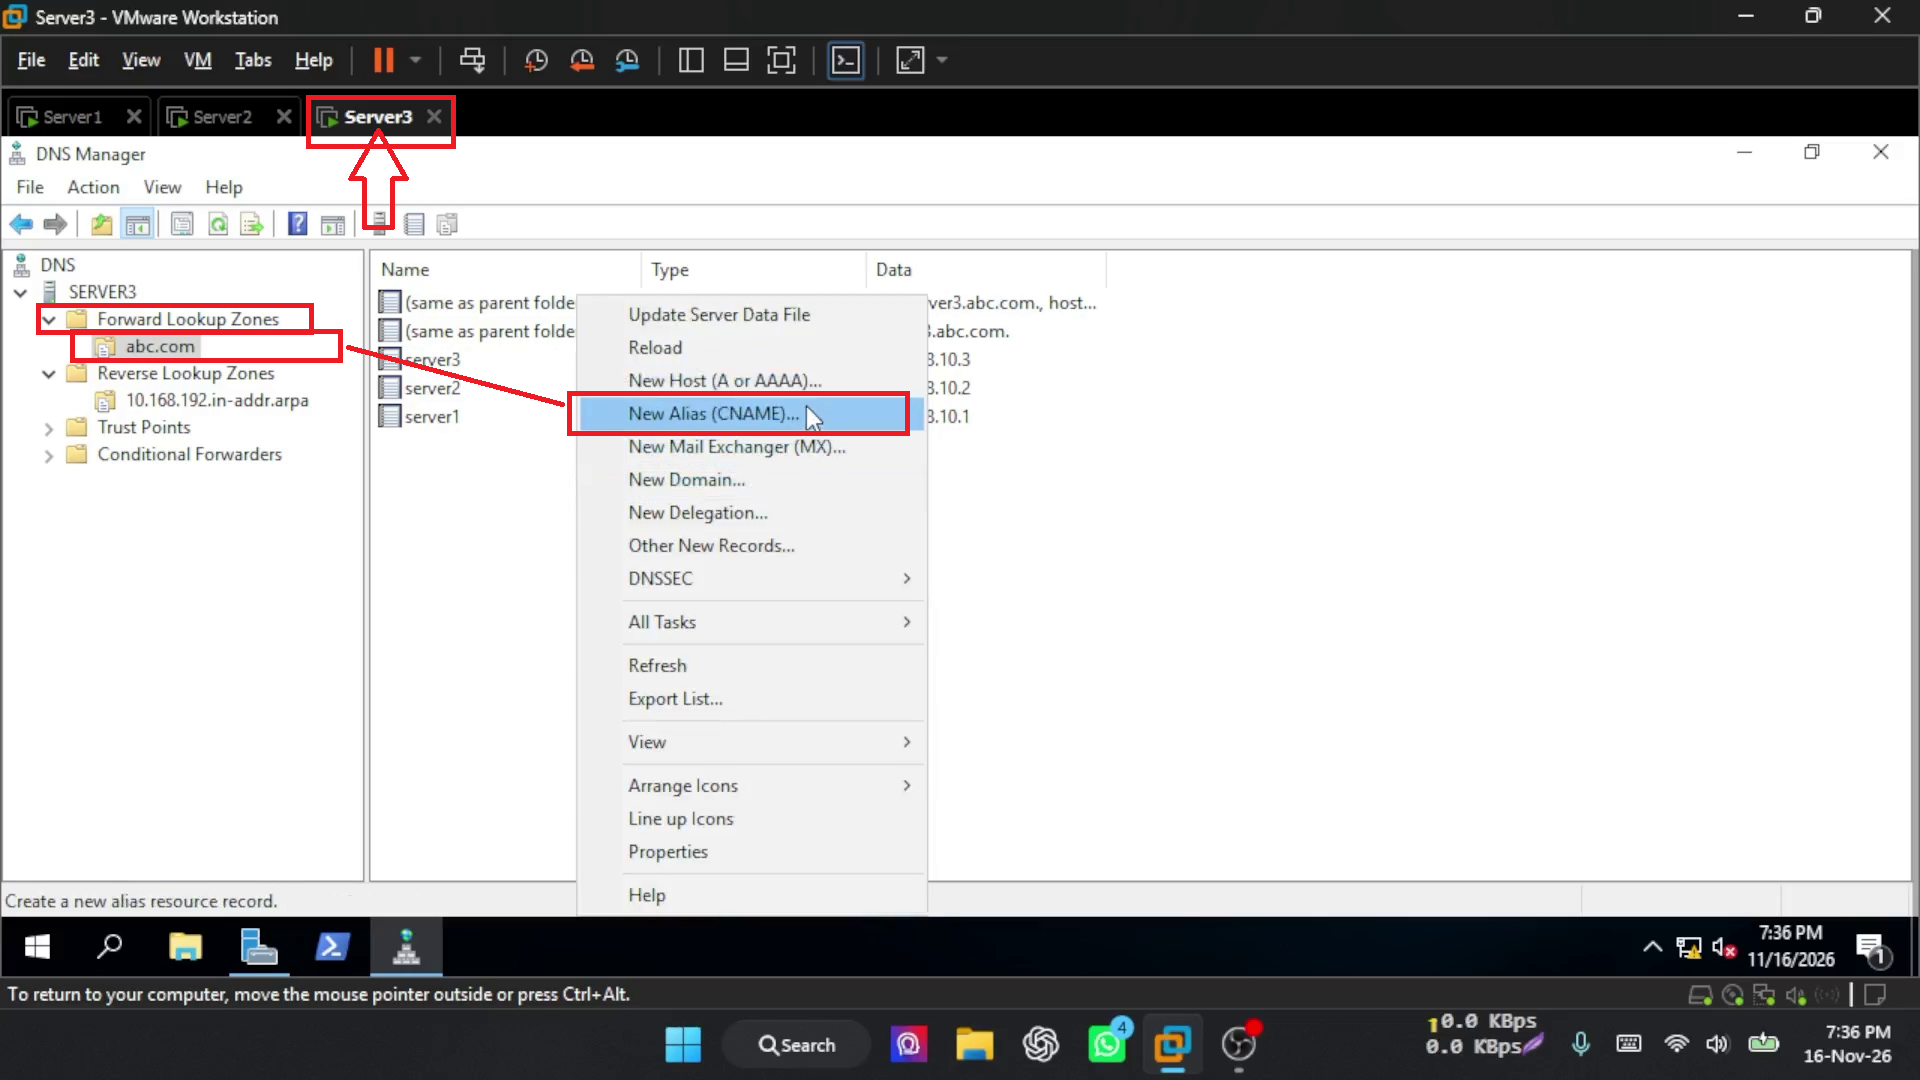 Server3 - VMware Workstation
File Edit View VM Tabs Help
Server1 Server2 Server3
DNS Manager
File Action View Help
DNS
SERVER3
Forward Lookup Zones
abc.com
Reverse Lookup Zones
10.168.192.in-addr.arpa
Trust Points
Conditional Forwarders
Name Type Data
(same as parent folde ver3.abc.com., host...
(same as parent folde 3.abc.com.
server3 3.10.3
server2 3.10.2
server1 3.10.1
Update Server Data File
Reload
New Host (A or AAAA)...
New Alias (CNAME)...
New Mail Exchanger (MX)...
New Domain...
New Delegation...
Other New Records...
DNSSEC
All Tasks
Refresh
Export List...
View
Arrange Icons
Line up Icons
Properties
Help
Create a new alias resource record.
7:36 PM
11/16/2026
1
To return to your computer, move the mouse pointer outside or press Ctrl+Alt.
Search
4
0.0 KBps
0.0 KBps
7:36 PM
16-Nov-26